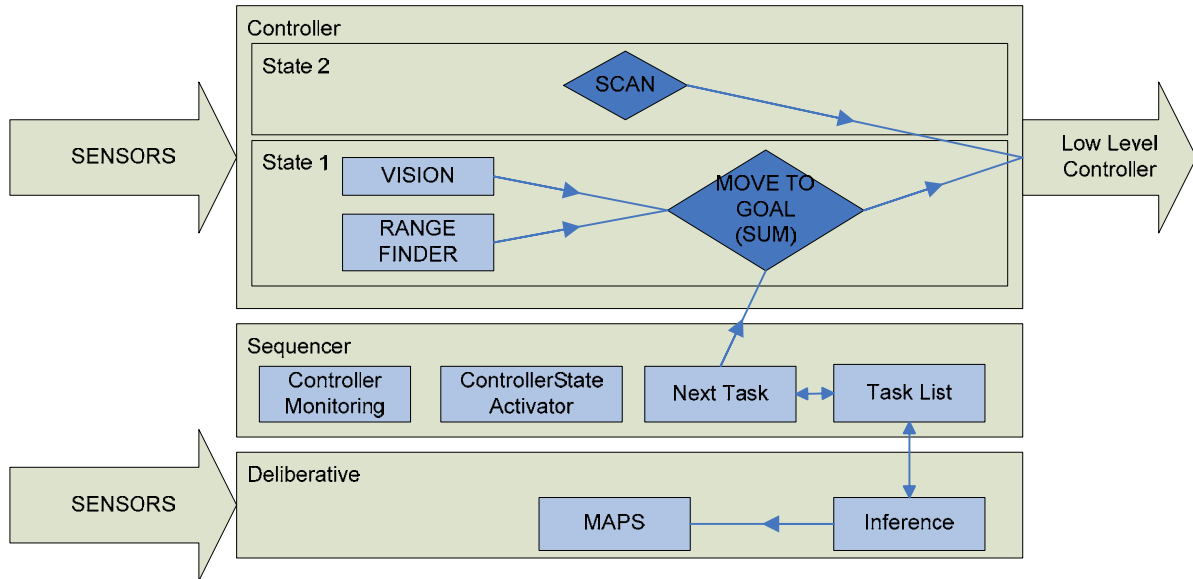 Controller
State 2
SCAN
SENSORS
Low Level
Controller
State 1
VISION
RANGE
FINDER
MOVE TO
GOAL
(SUM)
Sequencer
Controller
Monitoring
ControllerState
Activator
Next Task
Task List
SENSORS
Deliberative
MAPS
Inference